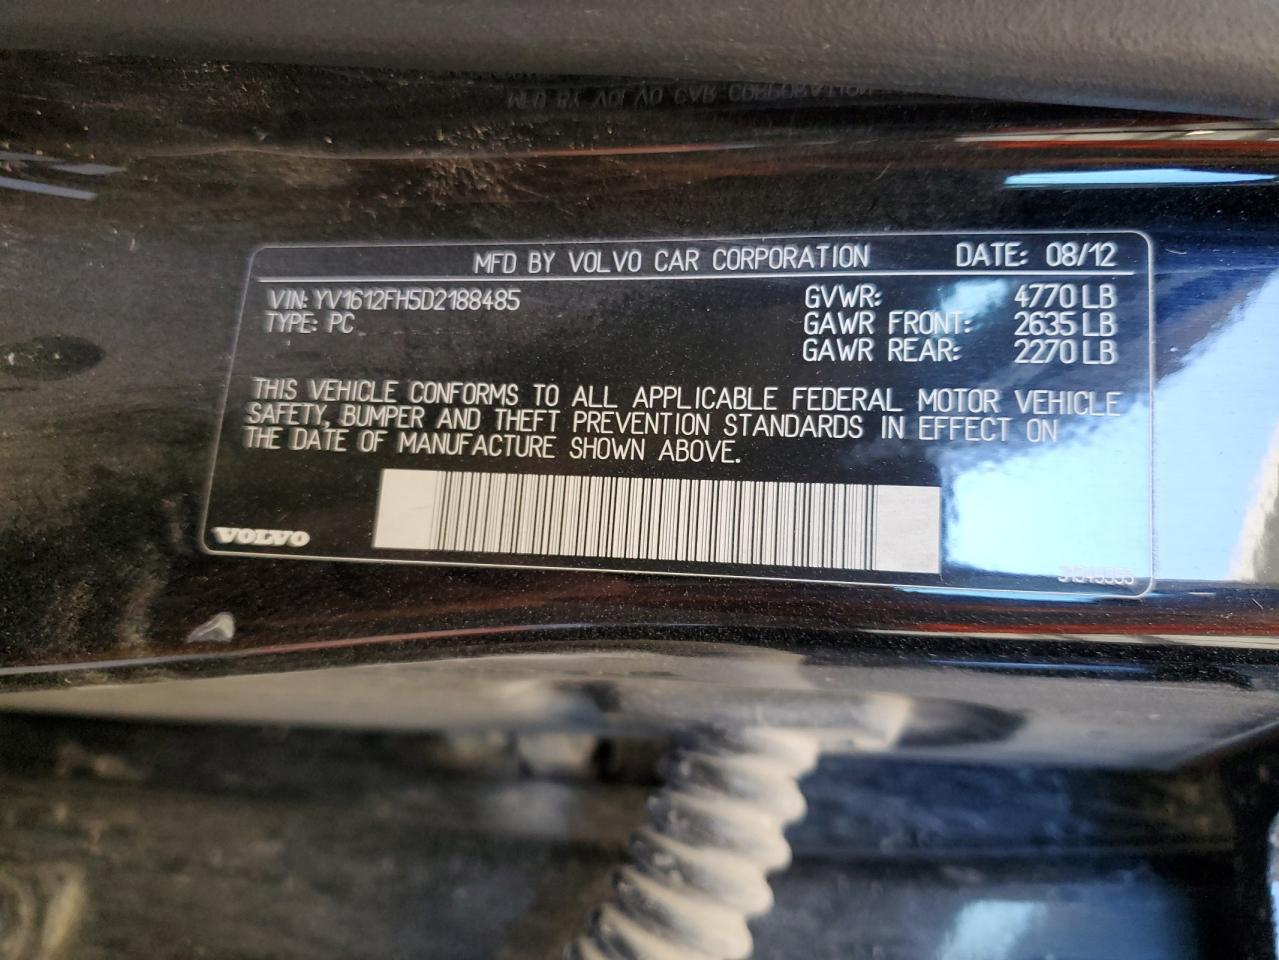 MFD BY VOLVO CAR CORPORATION DATE: 08/12
VIN: YV1612FH5D2188485 GVWR: 4770 LB
TYPE: PC GAWR FRONT: 2635 LB
GAWR REAR: 2270 LB
THIS VEHICLE CONFORMS TO ALL APPLICABLE FEDERAL MOTOR VEHICLE
SAFETY, BUMPER AND THEFT PREVENTION STANDARDS IN EFFECT ON
THE DATE OF MANUFACTURE SHOWN ABOVE.
VOLVO